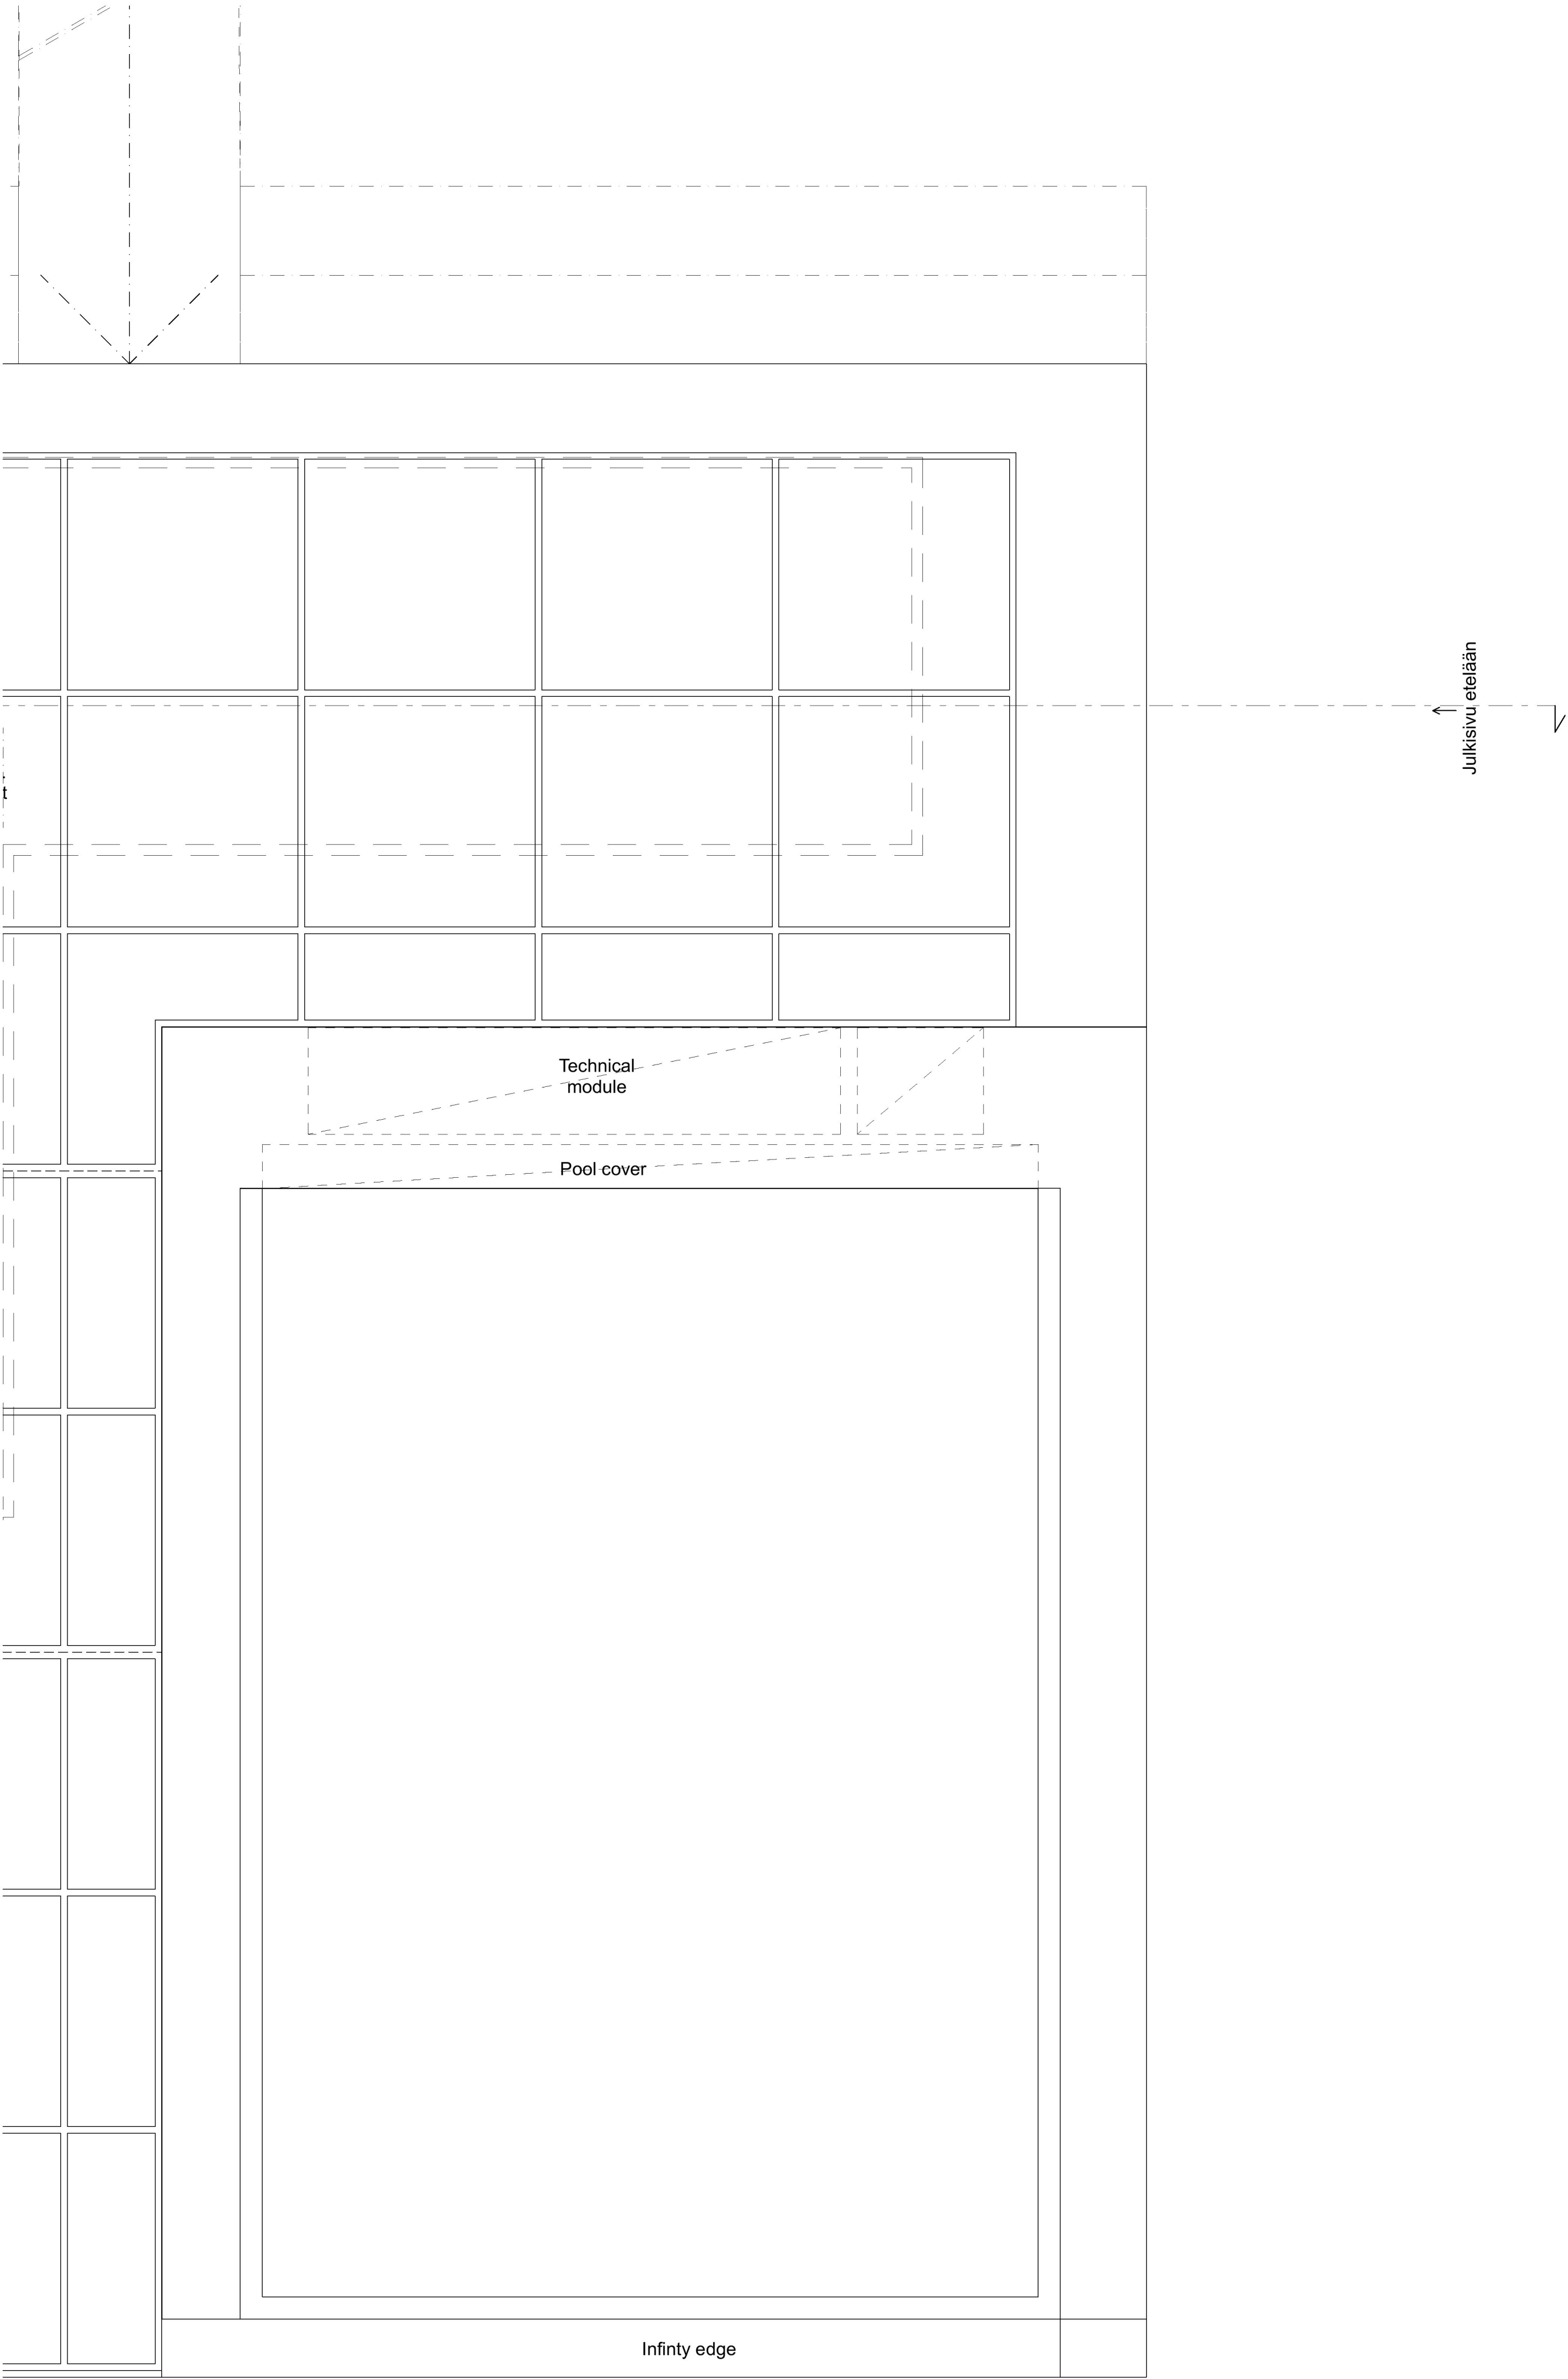 Julkisivu etelään
t
Technical
module
Pool cover
Infinty edge